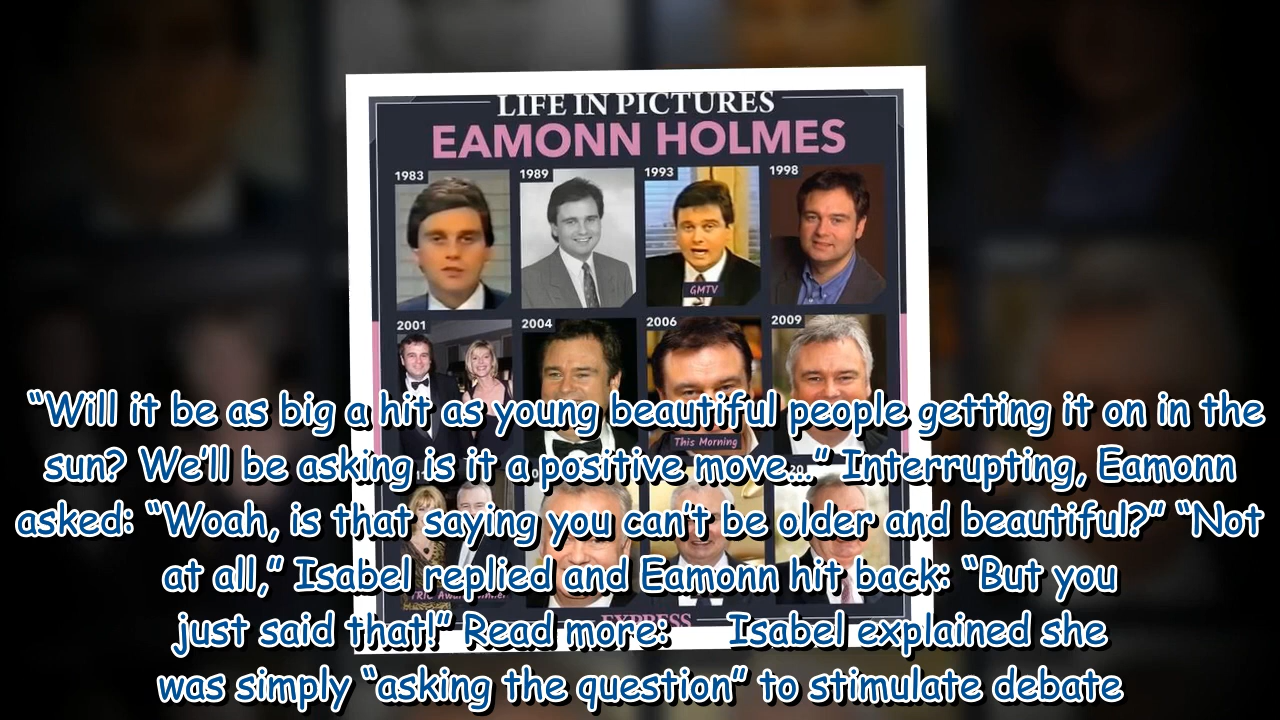 LIFE IN PICTURES
EAMONN HOLMES
1983
1989
1993
1998
GMTV
2001
2004
2006
2009
This Morning
“Will it be as big a hit as young beautiful people getting it on in the
sun? We’ll be asking is it a positive move...” Interrupting, Eamonn
asked: “Woah, is that saying you can’t be older and beautiful?” “Not
at all,” Isabel replied and Eamonn hit back: “But you
just said that!” Read more: Isabel explained she
was simply “asking the question” to stimulate debate
TRIC Award winner
EXPRESS